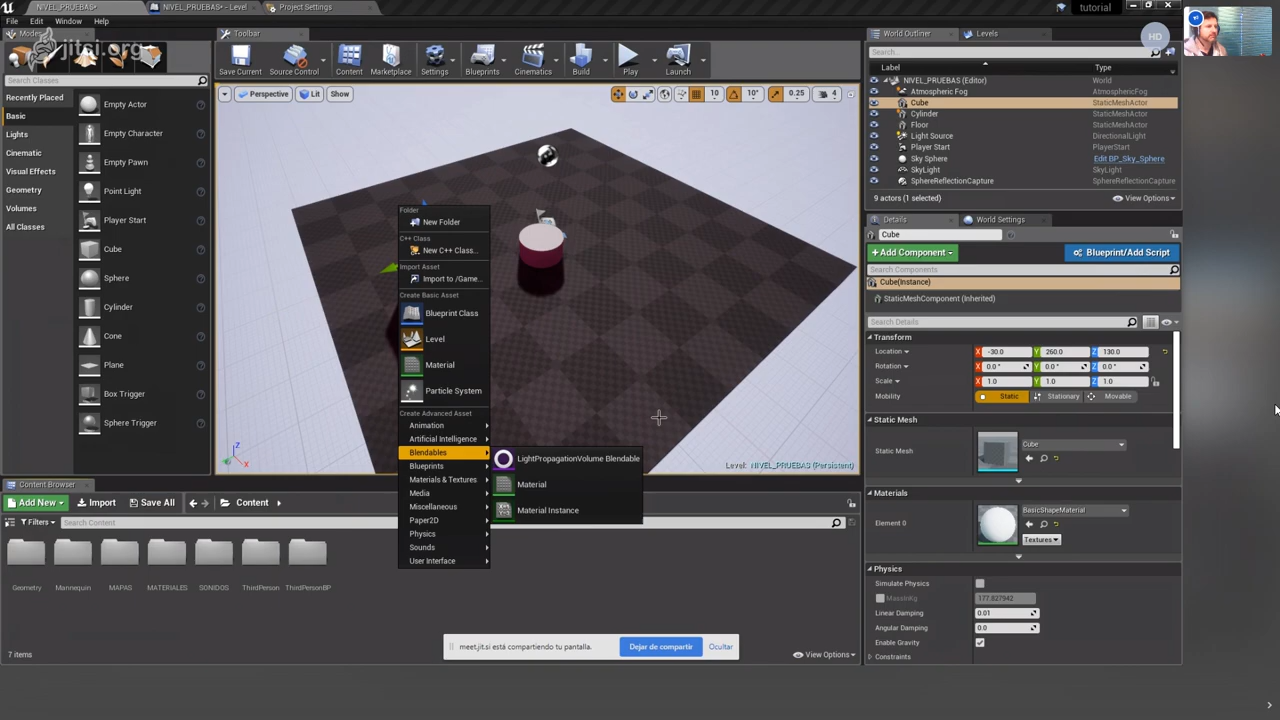 NIVEL_PRUEBAS*
NIVEL_PRUEBAS* - Level
Project Settings
tutorial
File Edit Window Help
jitsi.org
HD
Modes
Search Classes
Recently Placed
Basic
Lights
Cinematic
Visual Effects
Geometry
Volumes
All Classes
Empty Actor
Empty Character
Empty Pawn
Point Light
Player Start
Cube
Sphere
Cylinder
Cone
Plane
Box Trigger
Sphere Trigger
Toolbar
Save Current
Source Control
Content
Marketplace
Settings
Blueprints
Cinematics
Build
Play
Launch
Perspective
Lit
Show
10
10°
0.25
4
Z
X
Level: NIVEL_PRUEBAS (Persistent)
Folder
New Folder
C++ Class
New C++ Class...
Import Asset
Import to /Game...
Create Basic Asset
Blueprint Class
Level
Material
Particle System
Create Advanced Asset
Animation
Artificial Intelligence
Blendables
Blueprints
Materials & Textures
Media
Miscellaneous
Paper2D
Physics
Sounds
User Interface
LightPropagationVolume Blendable
Material
Material Instance
Content Browser
Add New
Import
Content
Filters
Search Content
Geometry
Mannequin
MAPAS
MATERIALES
SONIDOS
ThirdPerson
ThirdPersonBP
7 items
View Options
meet.jit.si está compartiendo tu pantalla.
Dejar de compartir
Ocultar
World Outliner
Levels
Search...
Label Type
NIVEL_PRUEBAS (Editor) World
AtmosphericFog AtmosphericFog
Cube StaticMeshActor
Cylinder StaticMeshActor
Floor StaticMeshActor
Light Source DirectionalLight
Player Start PlayerStart
Sky Sphere Edit BP_Sky_Sphere
SkyLight SkyLight
SphereReflectionCapture SphereReflectionCapture
9 actors (1 selected)
View Options
Details
World Settings
Cube
Add Component
Blueprint/Add Script
Search Components
Cube(Instance)
StaticMeshComponent (Inherited)
Search Details
Transform
Location X -30.0 Y 260.0 Z 130.0
Rotation X 0.0° Y 0.0° Z 0.0°
Scale X 1.0 Y 1.0 Z 1.0
Mobility Static Stationary Movable
Static Mesh
Static Mesh Cube
Materials
Element 0 BasicShapeMaterial
Textures
Physics
Simulate Physics
MassInKg 177.827942
Linear Damping 0.01
Angular Damping 0.0
Enable Gravity
Constraints